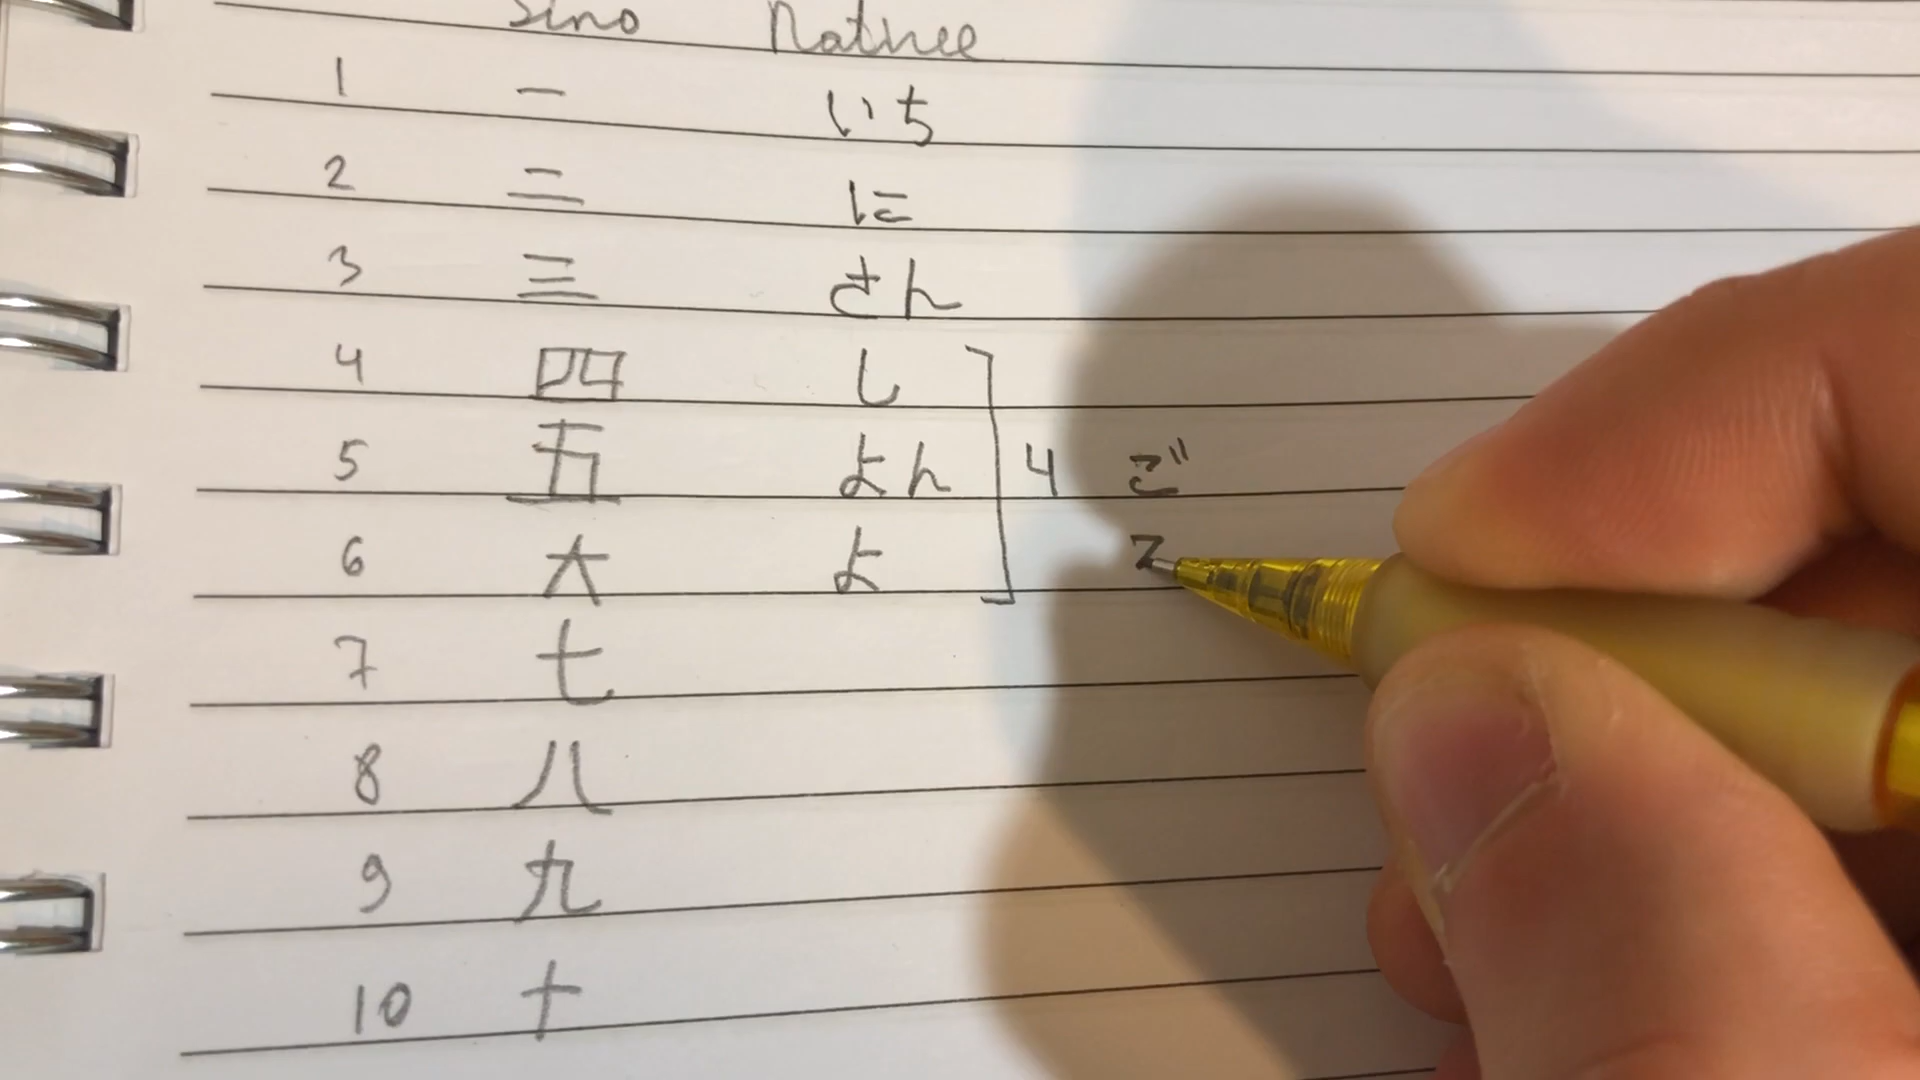 Sino Native
1 一 いち
2 二 に
3 三 さん
4 四 し
5 五 よん 4 ご
6 六 よ
7 七
8 八
9 九
10 十